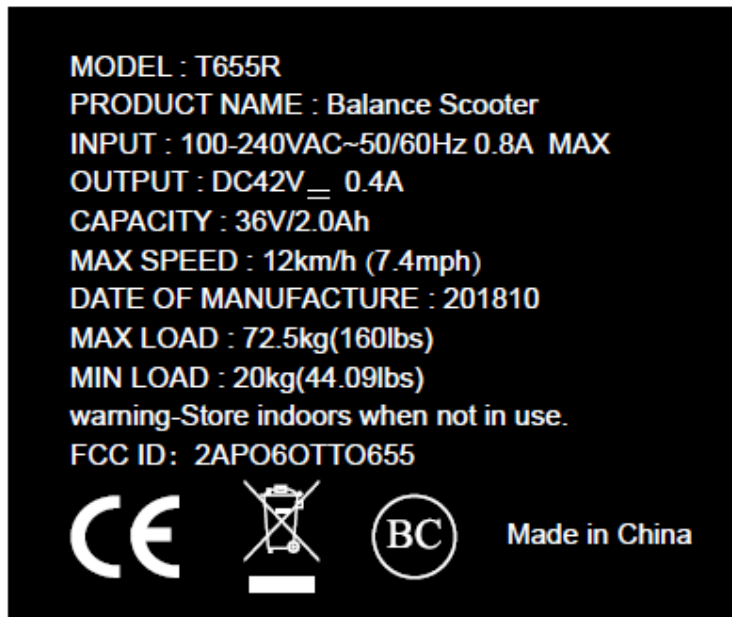 MODEL : T655R
PRODUCT NAME : Balance Scooter
INPUT : 100-240VAC~50/60Hz 0.8A  MAX
OUTPUT : DC42V⎓ 0.4A
CAPACITY : 36V/2.0Ah
MAX SPEED : 12km/h (7.4mph)
DATE OF MANUFACTURE : 201810
MAX LOAD : 72.5kg(160lbs)
MIN LOAD : 20kg(44.09lbs)
warning-Store indoors when not in use.
FCC ID：2APO6OTTO655
CE BC Made in China